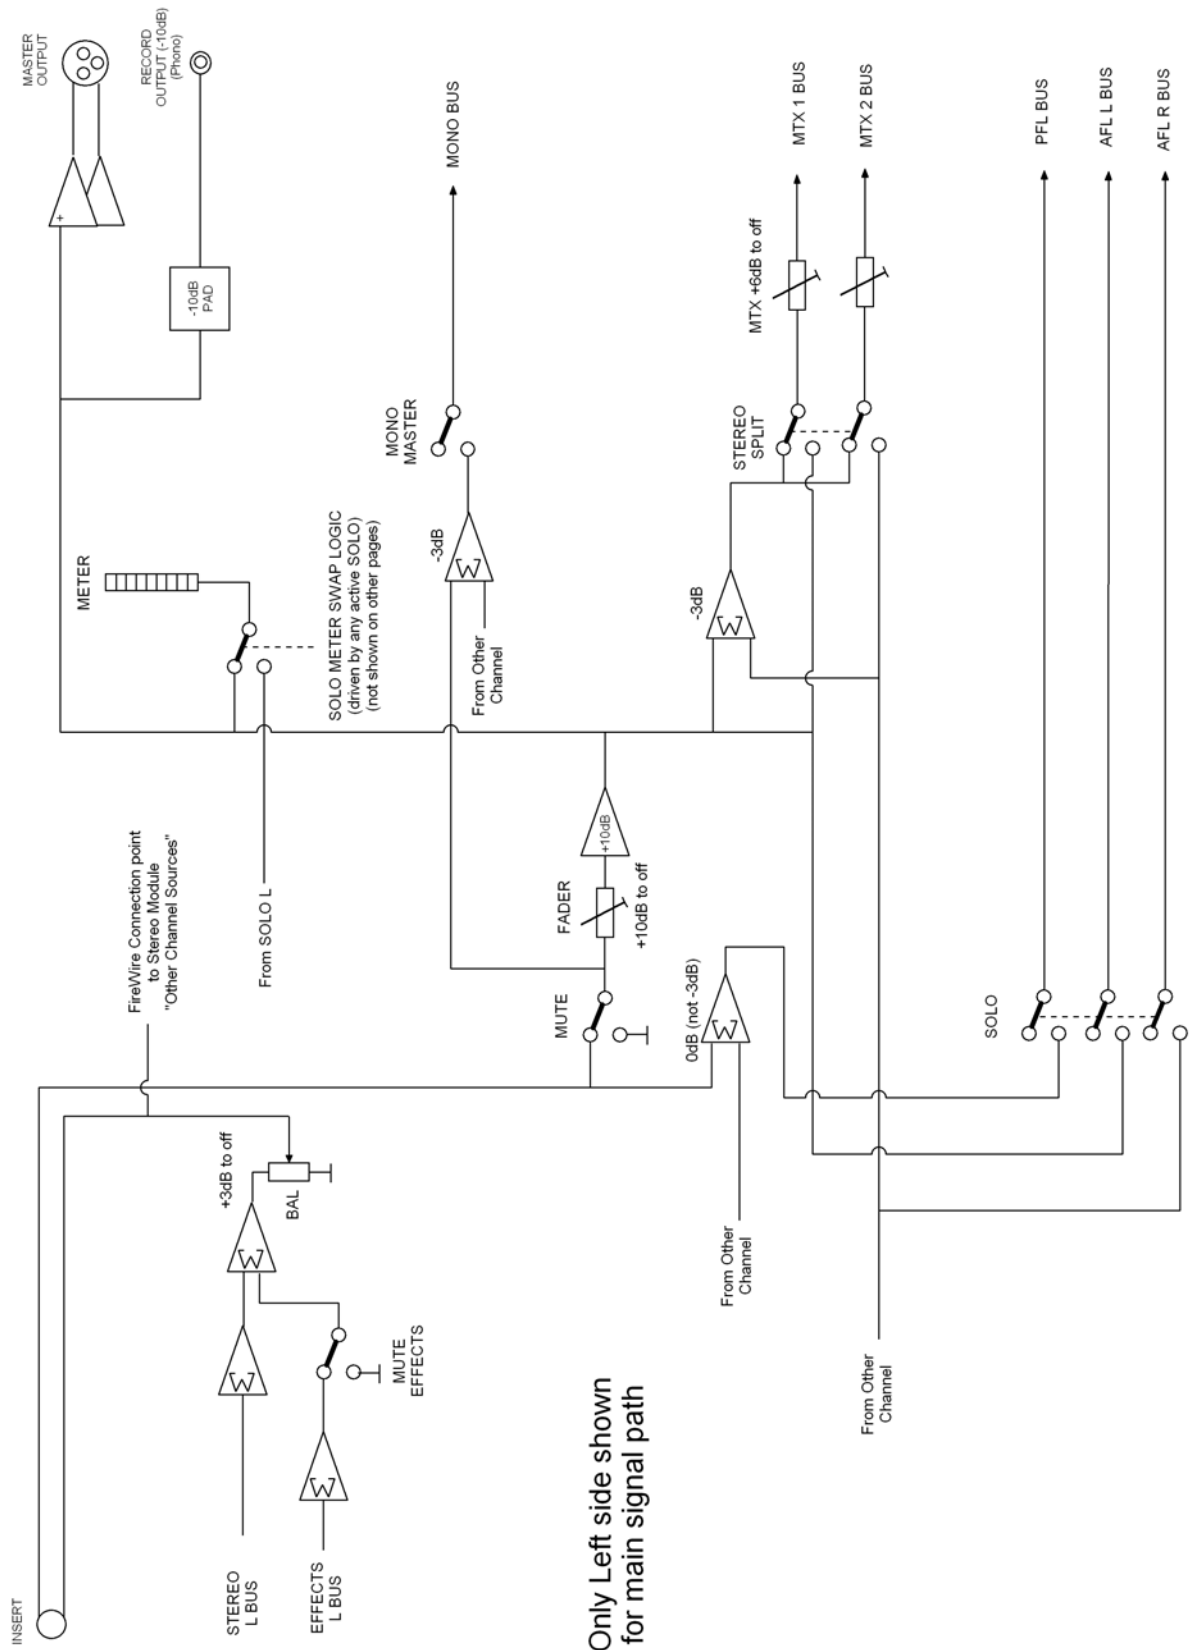 INSERT
STEREO
L BUS
EFFECTS
L BUS
MUTE
EFFECTS
+3dB to off
BAL
FireWire Connection point
to Stereo Module
"Other Channel Sources"
From SOLO L
METER
SOLO METER SWAP LOGIC
(driven by any active SOLO)
(not shown on other pages)
MASTER
OUTPUT
RECORD
OUTPUT (-10dB)
(Phono)
+
-10dB
PAD
MONO
MASTER
-3dB
From Other
Channel
MONO BUS
MUTE
FADER
+10dB
+10dB to off
0dB (not -3dB)
From Other
Channel
-3dB
STEREO
SPLIT
MTX +6dB to off
MTX 1 BUS
MTX 2 BUS
From Other
Channel
SOLO
PFL BUS
AFL L BUS
AFL R BUS
Only Left side shown
for main signal path